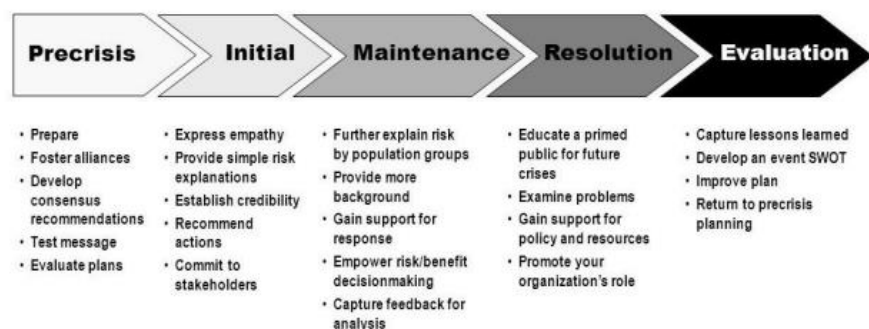 Precrisis
Initial
Maintenance
Resolution
Evaluation
• Prepare
• Foster alliances
• Develop
consensus
recommendations
• Test message
• Evaluate plans
• Express empathy
• Provide simple risk
explanations
• Establish credibility
• Recommend
actions
• Commit to
stakeholders
• Further explain risk
by population groups
• Provide more
background
• Gain support for
response
• Empower risk/benefit
decisionmaking
• Capture feedback for
analysis
• Educate a primed
public for future
crises
• Examine problems
• Gain support for
policy and resources
• Promote your
organization's role
• Capture lessons learned
• Develop an event SWOT
• Improve plan
• Return to precrisis
planning